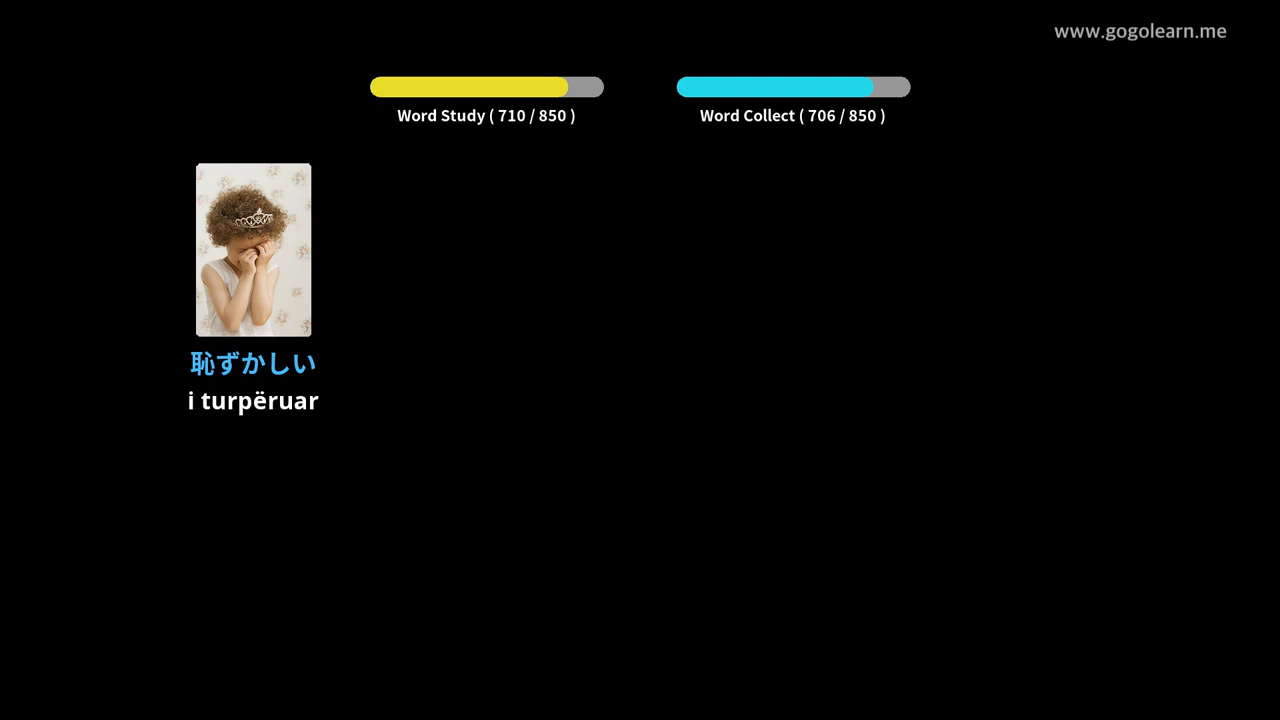 www.gogolearn.me
Word Study ( 710 / 850 )
Word Collect ( 706 / 850 )
恥ずかしい
i turpëruar